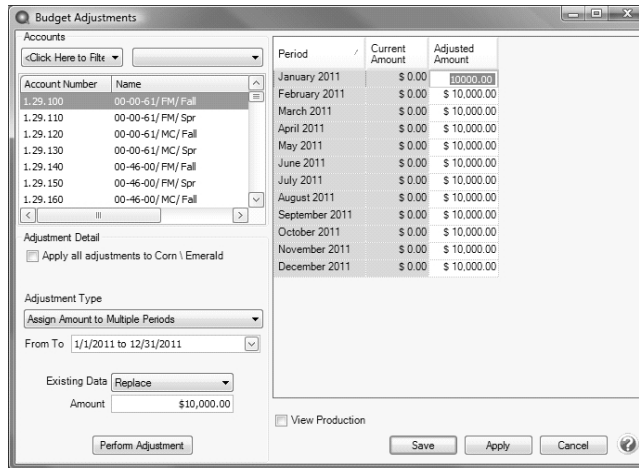 Budget Adjustments
Accounts
<Click Here to Filte
Account Number Name
1.29.100 00-00-61/ FM/ Fall
1.29.110 00-00-61/ FM/ Spr
1.29.120 00-00-61/ MC/ Fall
1.29.130 00-00-61/ MC/ Spr
1.29.140 00-46-00/ FM/ Fall
1.29.150 00-46-00/ FM/ Spr
1.29.160 00-46-00/ MC/ Fall
Adjustment Detail
Apply all adjustments to Corn \ Emerald
Adjustment Type
Assign Amount to Multiple Periods
From To 1/1/2011 to 12/31/2011
Existing Data Replace
Amount $10,000.00
Perform Adjustment
Period Current Amount Adjusted Amount
January 2011 $ 0.00 10000.00
February 2011 $ 0.00 $ 10,000.00
March 2011 $ 0.00 $ 10,000.00
April 2011 $ 0.00 $ 10,000.00
May 2011 $ 0.00 $ 10,000.00
June 2011 $ 0.00 $ 10,000.00
July 2011 $ 0.00 $ 10,000.00
August 2011 $ 0.00 $ 10,000.00
September 2011 $ 0.00 $ 10,000.00
October 2011 $ 0.00 $ 10,000.00
November 2011 $ 0.00 $ 10,000.00
December 2011 $ 0.00 $ 10,000.00
View Production
Save Apply Cancel ?